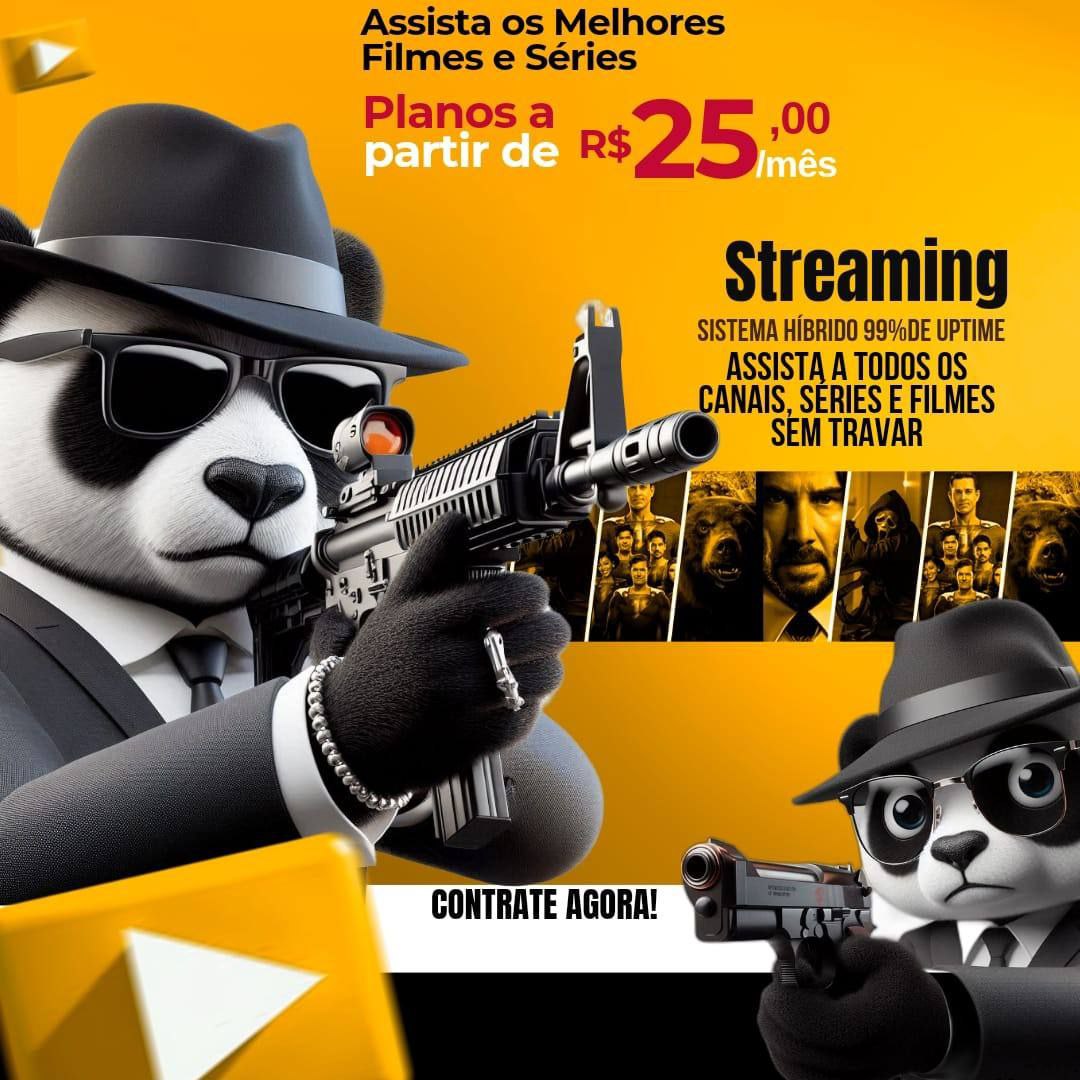 Assista os Melhores
Filmes e Séries
Planos a
partir de
R$25,00
/mês
Streaming
SISTEMA HÍBRIDO 99%DE UPTIME
ASSISTA A TODOS OS
CANAIS, SÉRIES E FILMES
SEM TRAVAR
CONTRATE AGORA!